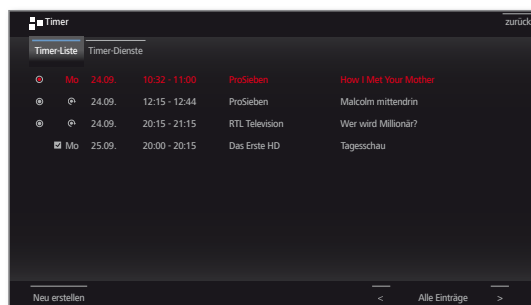 Timer zurück
Timer-Liste Timer-Dienste
Mo 24.09. 10:32 - 11:00 ProSieben How I Met Your Mother
24.09. 12:15 - 12:44 ProSieben Malcolm mittendrin
24.09. 20:15 - 21:15 RTL Television Wer wird Millionär?
Mo 25.09. 20:00 - 20:15 Das Erste HD Tagesschau
Neu erstellen < Alle Einträge >